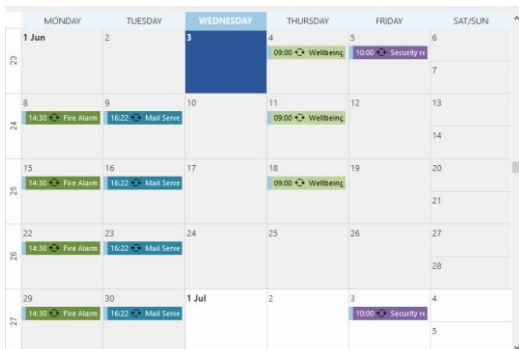 MONDAY TUESDAY WEDNESDAY THURSDAY FRIDAY SAT/SUN
23
1 Jun 2 3 4 5 6
09:00 Wellbeing 10:00 Security re
7
24
8 9 10 11 12 13
14:30 Fire Alarm 16:22 Mail Serve 09:00 Wellbeing
14
25
15 16 17 18 19 20
14:30 Fire Alarm 16:22 Mail Serve 09:00 Wellbeing
21
26
22 23 24 25 26 27
14:30 Fire Alarm 16:22 Mail Serve
28
27
29 30 1 Jul 2 3 4
14:30 Fire Alarm 16:22 Mail Serve 10:00 Security re
5